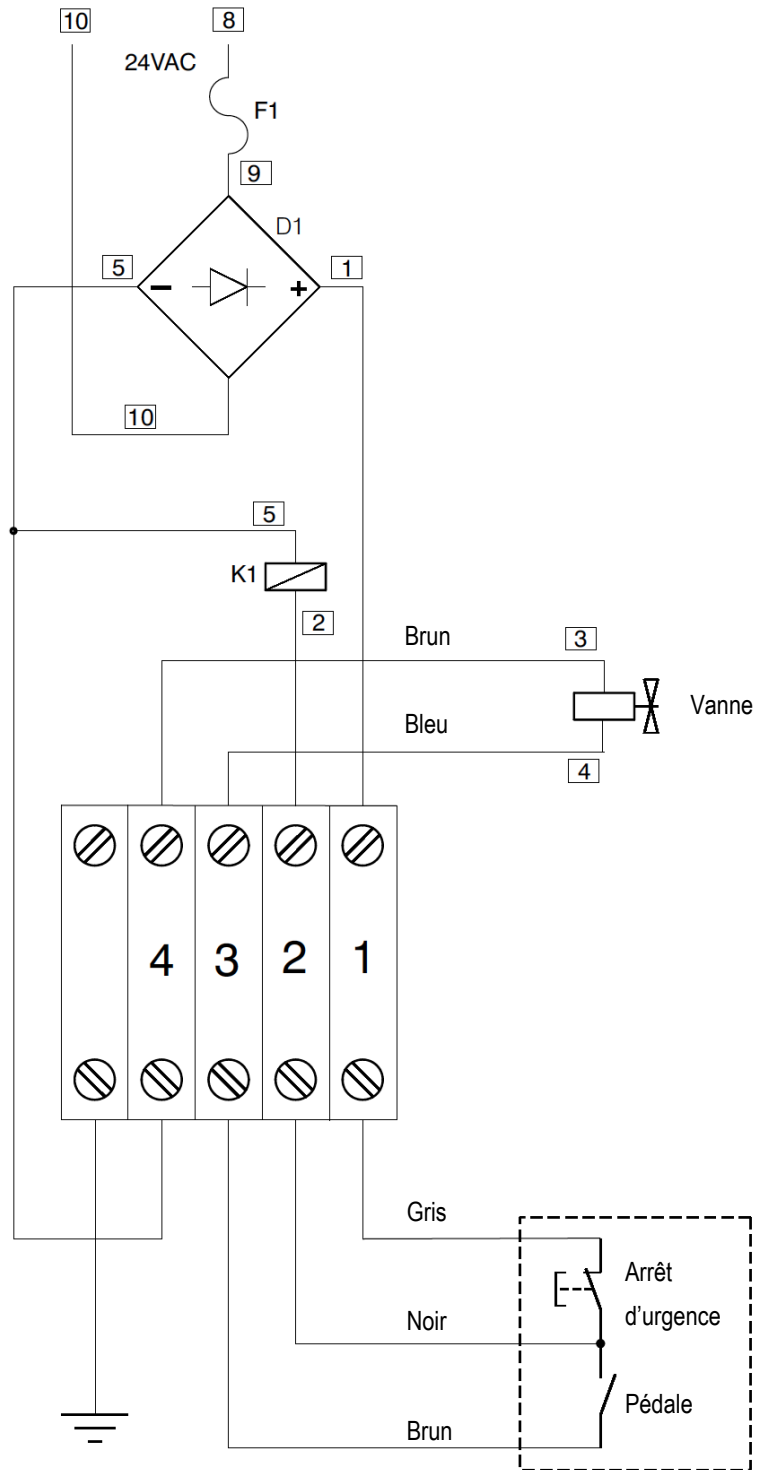 10
8
24VAC
F1
9
D1
5
1
10
5
K1
2
Brun
3
Vanne
Bleu
4
4 3 2 1
Gris
Arrêt
d’urgence
Noir
Pédale
Brun